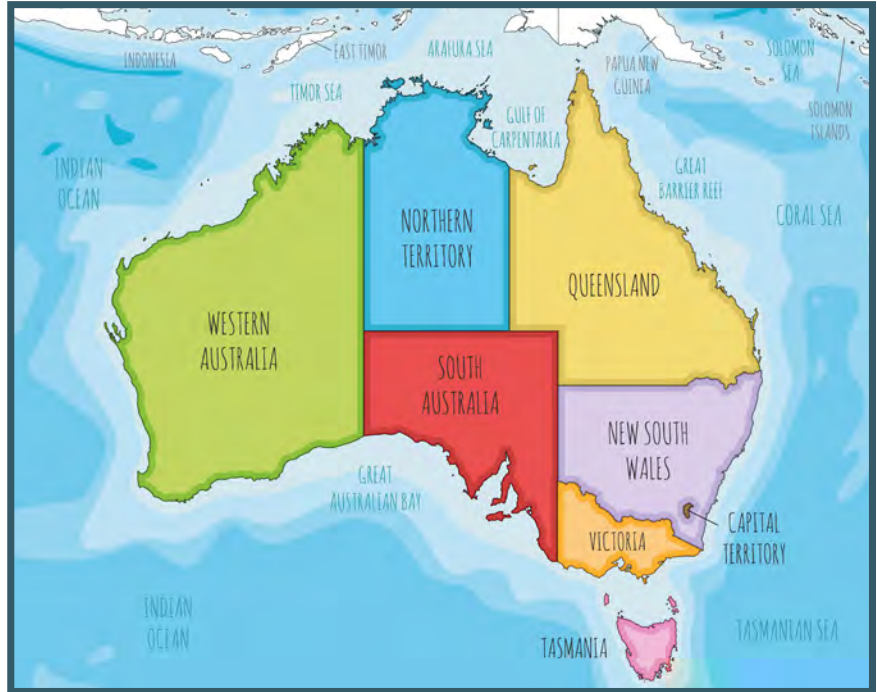 INDONESIA
EAST TIMOR
ARAFURA SEA
PAPUA NEW
GUINEA
SOLOMON
SEA
SOLOMON
ISLANDS
TIMOR SEA
GULF OF
CARPENTARIA
INDIAN
OCEAN
GREAT
BARRIER REEF
CORAL SEA
NORTHERN
TERRITORY
QUEENSLAND
WESTERN
AUSTRALIA
SOUTH
AUSTRALIA
NEW SOUTH
WALES
GREAT
AUSTRALIAN BAY
VICTORIA
CAPITAL
TERRITORY
INDIAN
OCEAN
TASMANIA
TASMANIAN SEA